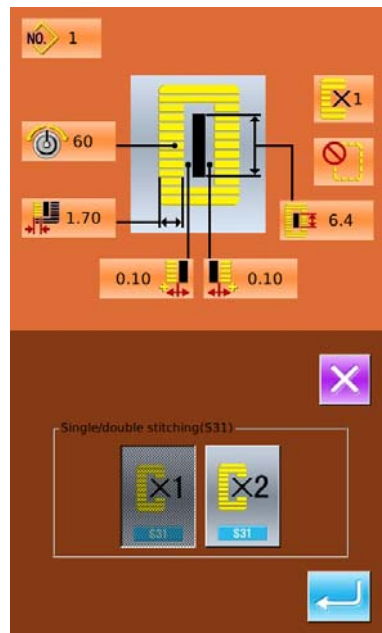 NO. 1
×1
60
1.70
6.4
0.10
0.10
Single/double stitching(S31)
×1
×2
S31
S31